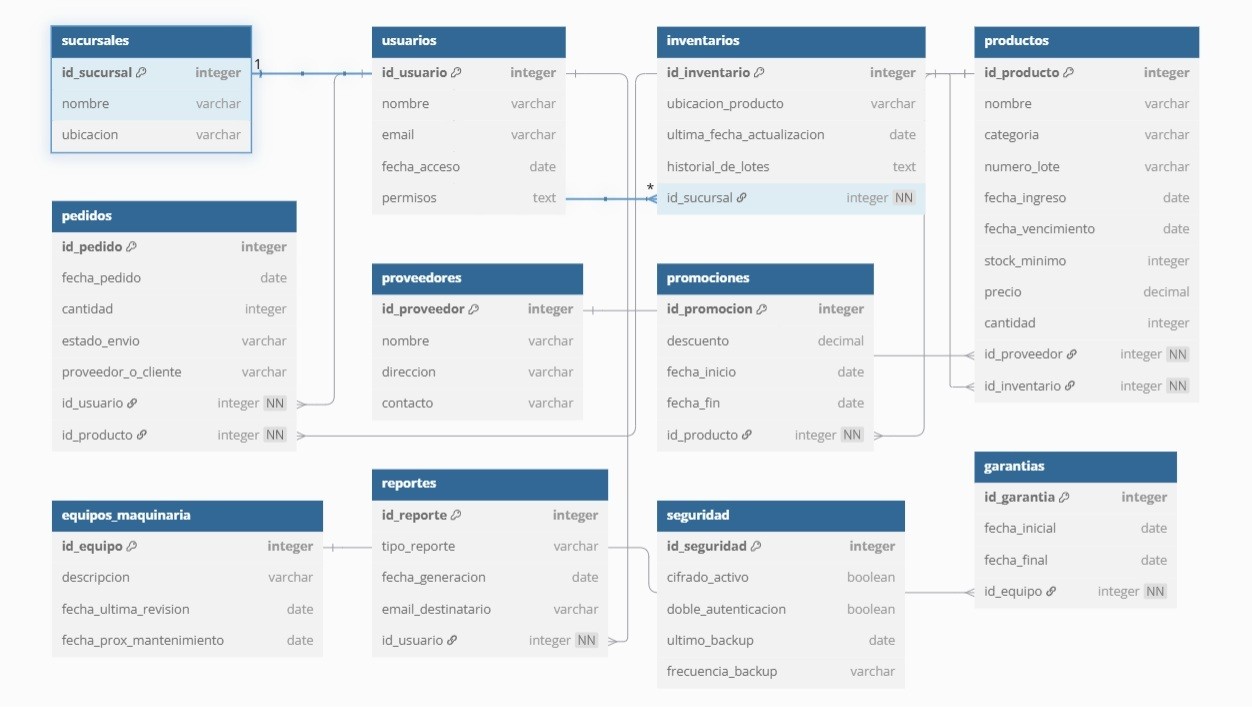 sucursales
id_sucursal integer
nombre varchar
ubicacion varchar
1
usuarios
id_usuario integer
nombre varchar
email varchar
fecha_acceso date
permisos text
inventarios
id_inventario integer
ubicacion_producto varchar
ultima_fecha_actualizacion date
historial_de_lotes text
* id_sucursal integer NN
productos
id_producto integer
nombre varchar
categoria varchar
numero_lote varchar
fecha_ingreso date
fecha_vencimiento date
stock_minimo integer
precio decimal
cantidad integer
id_proveedor integer NN
id_inventario integer NN
pedidos
id_pedido integer
fecha_pedido date
cantidad integer
estado_envio varchar
proveedor_o_cliente varchar
id_usuario integer NN
id_producto integer NN
proveedores
id_proveedor integer
nombre varchar
direccion varchar
contacto varchar
promociones
id_promocion integer
descuento decimal
fecha_inicio date
fecha_fin date
id_producto integer NN
equipos_maquinaria
id_equipo integer
descripcion varchar
fecha_ultima_revision date
fecha_prox_mantenimiento date
reportes
id_reporte integer
tipo_reporte varchar
fecha_generacion date
email_destinatario varchar
id_usuario integer NN
seguridad
id_seguridad integer
cifrado_activo boolean
doble_autenticacion boolean
ultimo_backup date
frecuencia_backup varchar
garantias
id_garantia integer
fecha_inicial date
fecha_final date
id_equipo integer NN